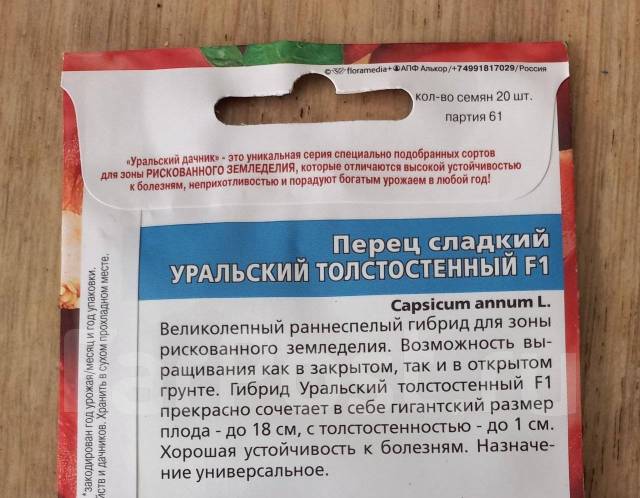 © floramedia+ АПФ Алькор/+74991817029/Россия
кол-во семян 20 шт.
партия 61
«Уральский дачник» - это уникальная серия специально подобранных сортов
для зоны РИСКОВАННОГО ЗЕМЛЕДЕЛИЯ, которые отличаются высокой устойчивостью
к болезням, неприхотливостью и порадуют богатым урожаем в любой год!
Перец сладкий
УРАЛЬСКИЙ ТОЛСТОСТЕННЫЙ F1
Capsicum annum L.
Великолепный раннеспелый гибрид для зоны
рискованного земледелия. Возможность вы-
ращивания как в закрытом, так и в открытом
грунте. Гибрид Уральский толстостенный F1
прекрасно сочетает в себе гигантский размер
плода - до 18 см, с толстостенностью - до 1 см.
Хорошая устойчивость к болезням. Назначе-
ние универсальное.
*закодирован год урожая/месяц и год упаковки.
йств и дачников. Хранить в сухом прохладном месте.